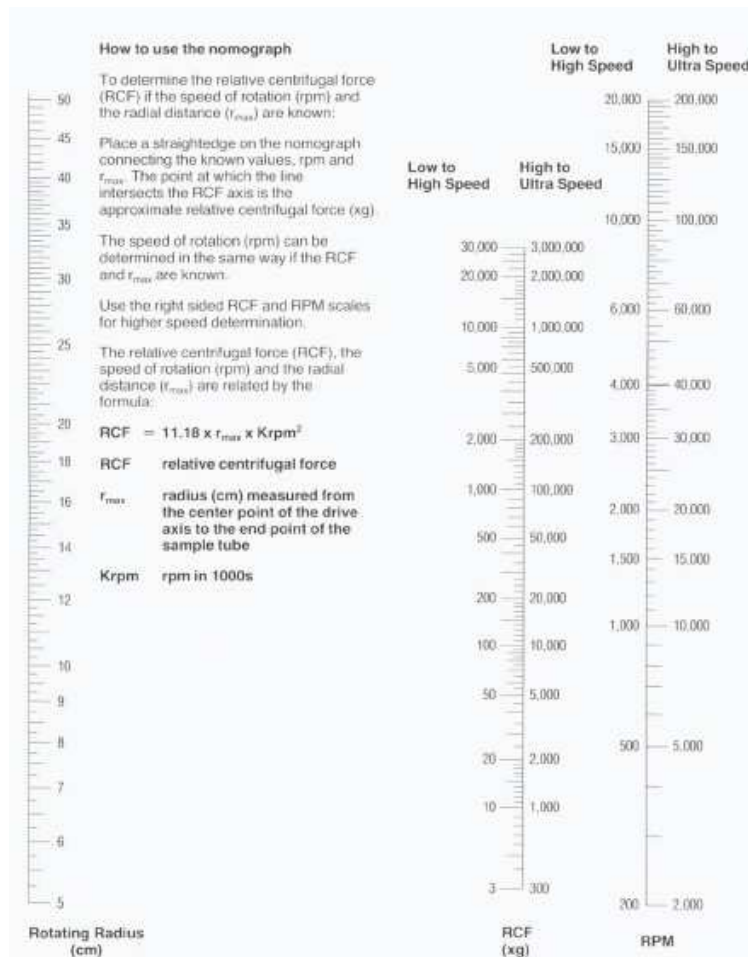 How to use the nomograph
To determine the relative centrifugal force
(RCF) if the speed of rotation (rpm) and
the radial distance (rmax) are known:
Place a straightedge on the nomograph
connecting the known values, rpm and
rmax. The point at which the line
intersects the RCF axis is the
approximate relative centrifugal force (xg)
The speed of rotation (rpm) can be
determined in the same way if the RCF
and rmax are known.
Use the right sided RCF and RPM scales
for higher speed determination.
The relative centrifugal force (RCF), the
speed of rotation (rpm) and the radial
distance (rmax) are related by the
formula:
RCF = 11.18 x rmax x Krpm²
RCF relative centrifugal force
rmax radius (cm) measured from
the center point of the drive
axis to the end point of the
sample tube
Krpm rpm in 1000s
50
45
40
35
30
25
20
18
16
14
12
10
9
8
7
6
5
Rotating Radius
(cm)
Low to
High Speed
High to
Ultra Speed
30,000 3,000,000
20,000 2,000,000
10,000 1,000,000
5,000 500,000
2,000 200,000
1,000 100,000
500 50,000
200 20,000
100 10,000
50 5,000
20 2,000
10 1,000
3 300
RCF
(xg)
Low to
High Speed
High to
Ultra Speed
20,000 200,000
15,000 150,000
10,000 100,000
6,000 60,000
4,000 40,000
3,000 30,000
2,000 20,000
1,500 15,000
1,000 10,000
500 5,000
200 2,000
RPM